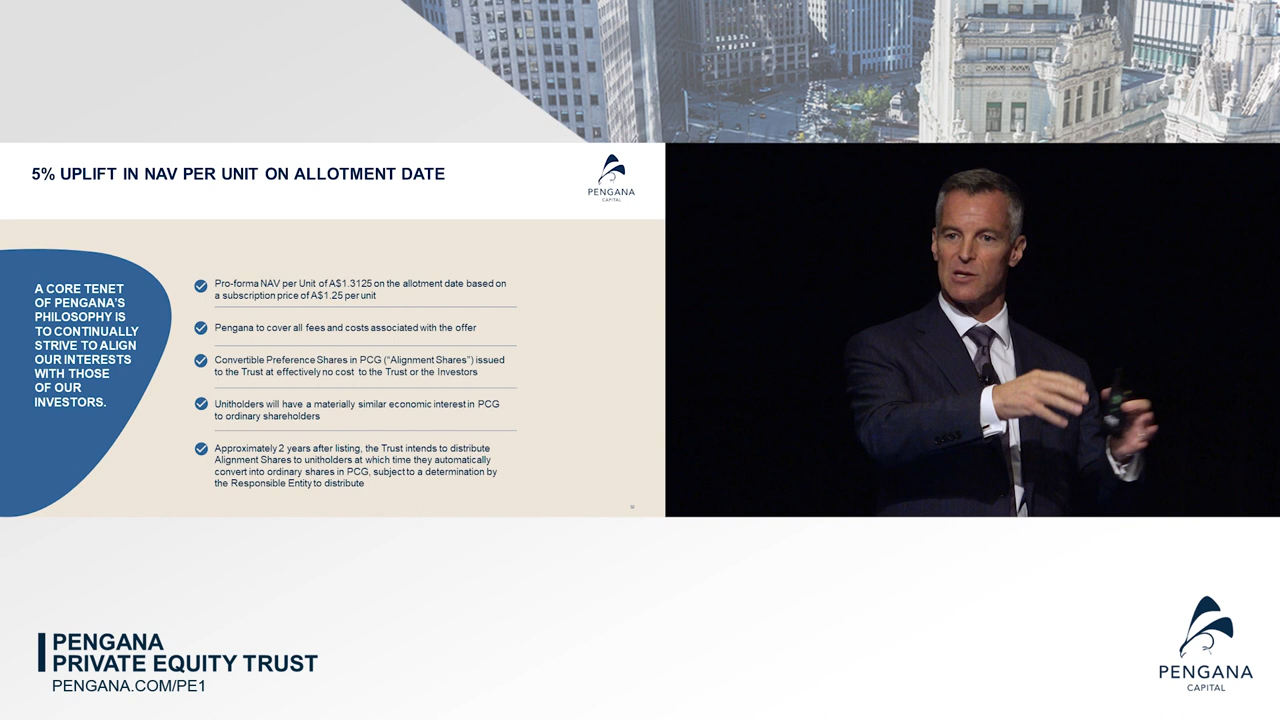 5% UPLIFT IN NAV PER UNIT ON ALLOTMENT DATE
PENGANA
CAPITAL
A CORE TENET
OF PENGANA'S
PHILOSOPHY IS
TO CONTINUALLY
STRIVE TO ALIGN
OUR INTERESTS
WITH THOSE
OF OUR
INVESTORS.
Pro-forma NAV per Unit of A$1.3125 on the allotment date based on
a subscription price of A$1.25 per unit
Pengana to cover all fees and costs associated with the offer
Convertible Preference Shares in PCG (“Alignment Shares”) issued
to the Trust at effectively no cost to the Trust or the Investors
Unitholders will have a materially similar economic interest in PCG
to ordinary shareholders
Approximately 2 years after listing, the Trust intends to distribute
Alignment Shares to unitholders at which time they automatically
convert into ordinary shares in PCG, subject to a determination by
the Responsible Entity to distribute
PENGANA
PRIVATE EQUITY TRUST
PENGANA.COM/PE1
PENGANA
CAPITAL